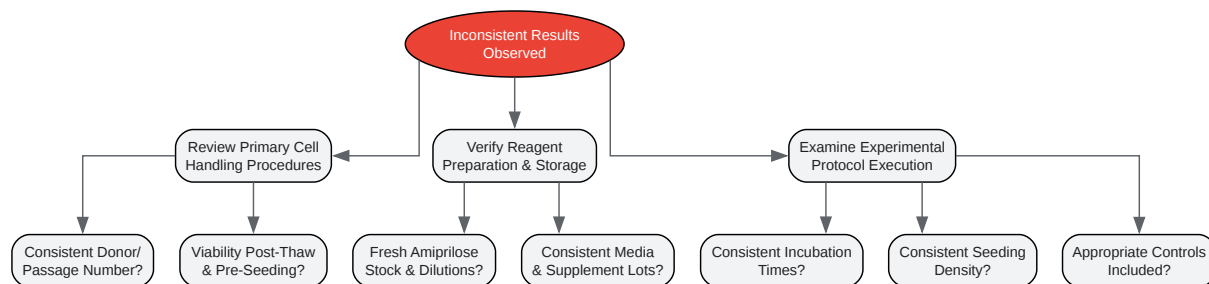 Inconsistent Results
Observed
Review Primary Cell
Handling Procedures
Verify Reagent
Preparation & Storage
Examine Experimental
Protocol Execution
Consistent Donor/
Passage Number?
Viability Post-Thaw
& Pre-Seeding?
Fresh Amiprilose
Stock & Dilutions?
Consistent Media
& Supplement Lots?
Consistent Incubation
Times?
Consistent Seeding
Density?
Appropriate Controls
Included?